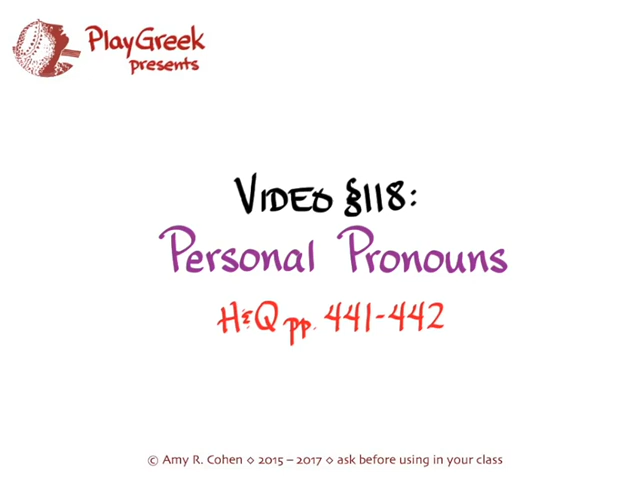 PlayGreek
presents
VIDEO §118:
Personal Pronouns
H&Q pp. 441-442
© Amy R. Cohen ◇ 2015 – 2017 ◇ ask before using in your class